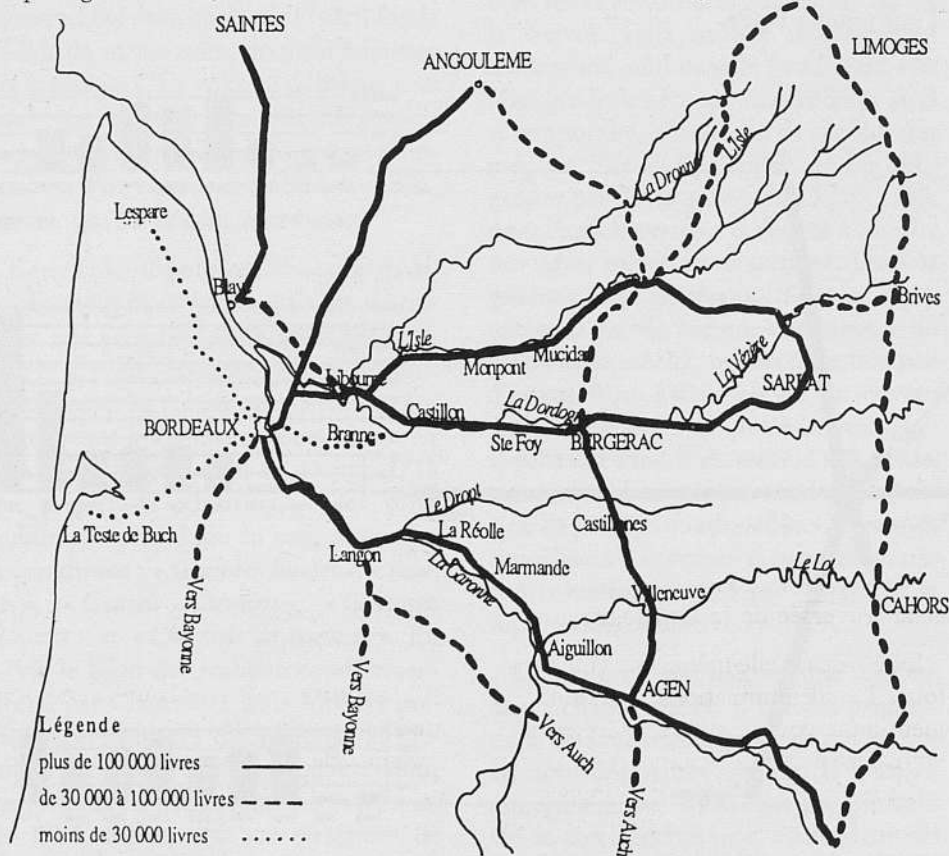 SAINTES
ANGOULEME
LIMOGES
La Dronne
L'Isle
Lespare
Blaye
Brives
L'Isle
Libourne
Monpont
Mucidan
La Vézère
SARLAT
Castillon
La Dordogne
BORDEAUX
Branne
Ste Foy
BERGERAC
Le Dropt
La Teste de Buch
La Réole
Castillones
Langon
Marmande
La Garonne
Le Lot
Vers Bayonne
Villeneuve
CAHORS
Aiguillon
AGEN
Vers Bayonne
Vers Auch
Vers Auch
Légende
plus de 100 000 livres
de 30 000 à 100 000 livres
moins de 30 000 livres